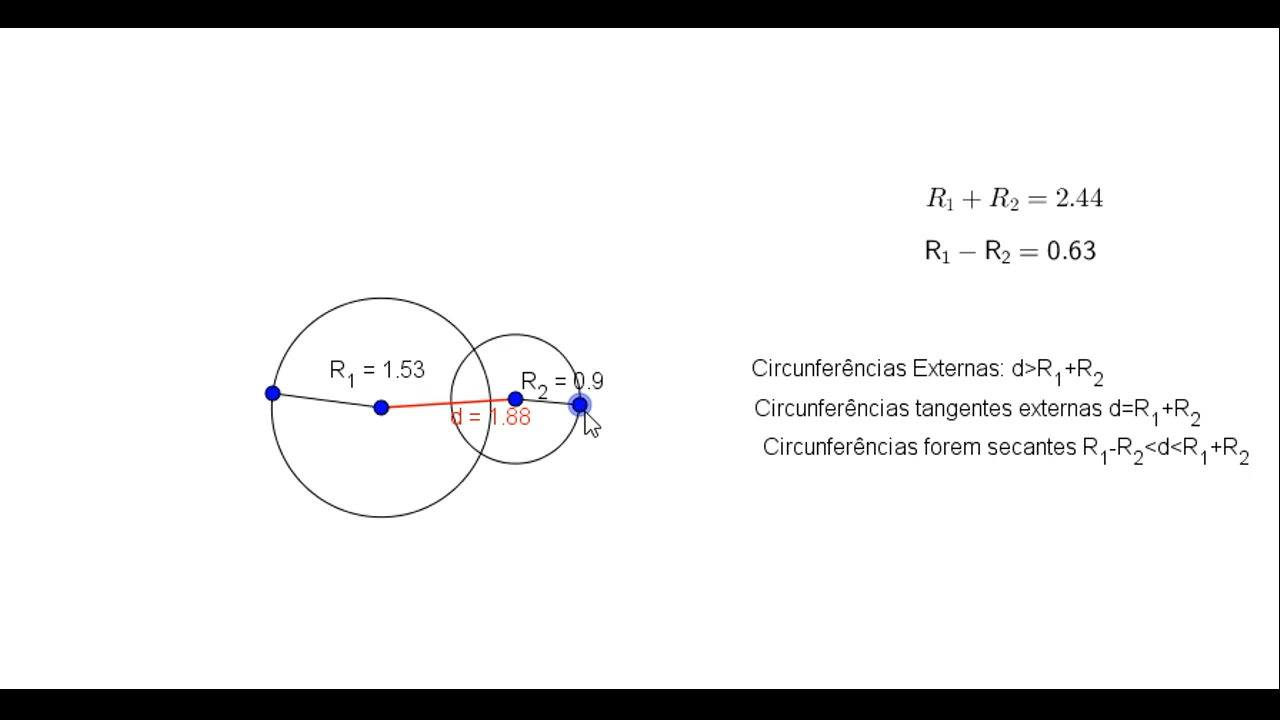 R₁ + R₂ = 2.44
R₁ − R₂ = 0.63
R₁ = 1.53
R₂ = 0.9
d = 1.88
Circunferências Externas: d>R₁+R₂
Circunferências tangentes externas d=R₁+R₂
Circunferências forem secantes R₁-R₂<d<R₁+R₂